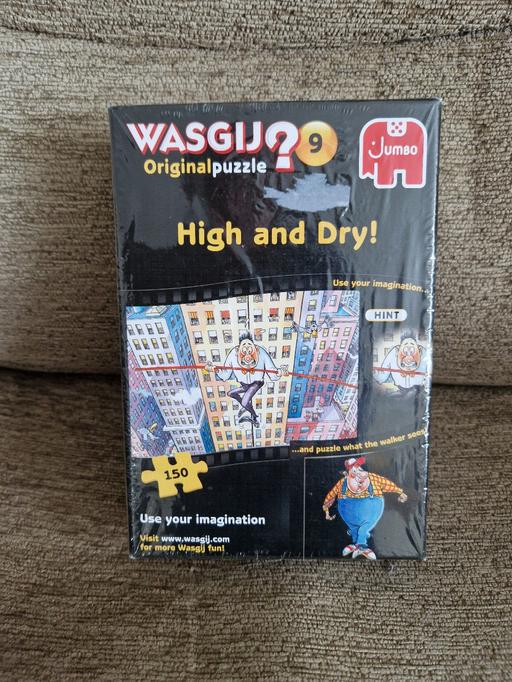 WASGIJ? 9
Originalpuzzle
Jumbo
High and Dry!
Use your imagination...
HINT
...and puzzle what the walker sees
150
Use your imagination
Visit www.wasgij.com
for more Wasgij fun!